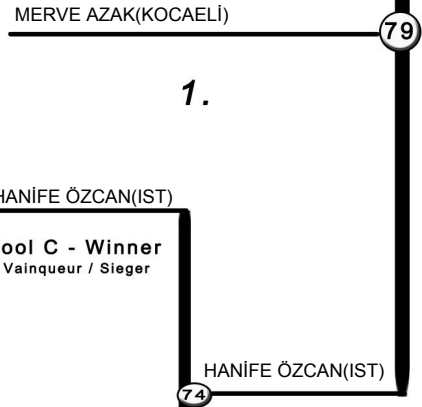 MERVE AZAK(KOCAELİ)
79
1.
HANİFE ÖZCAN(IST)
ool C - Winner
Vainqueur / Sieger
HANİFE ÖZCAN(IST)
74